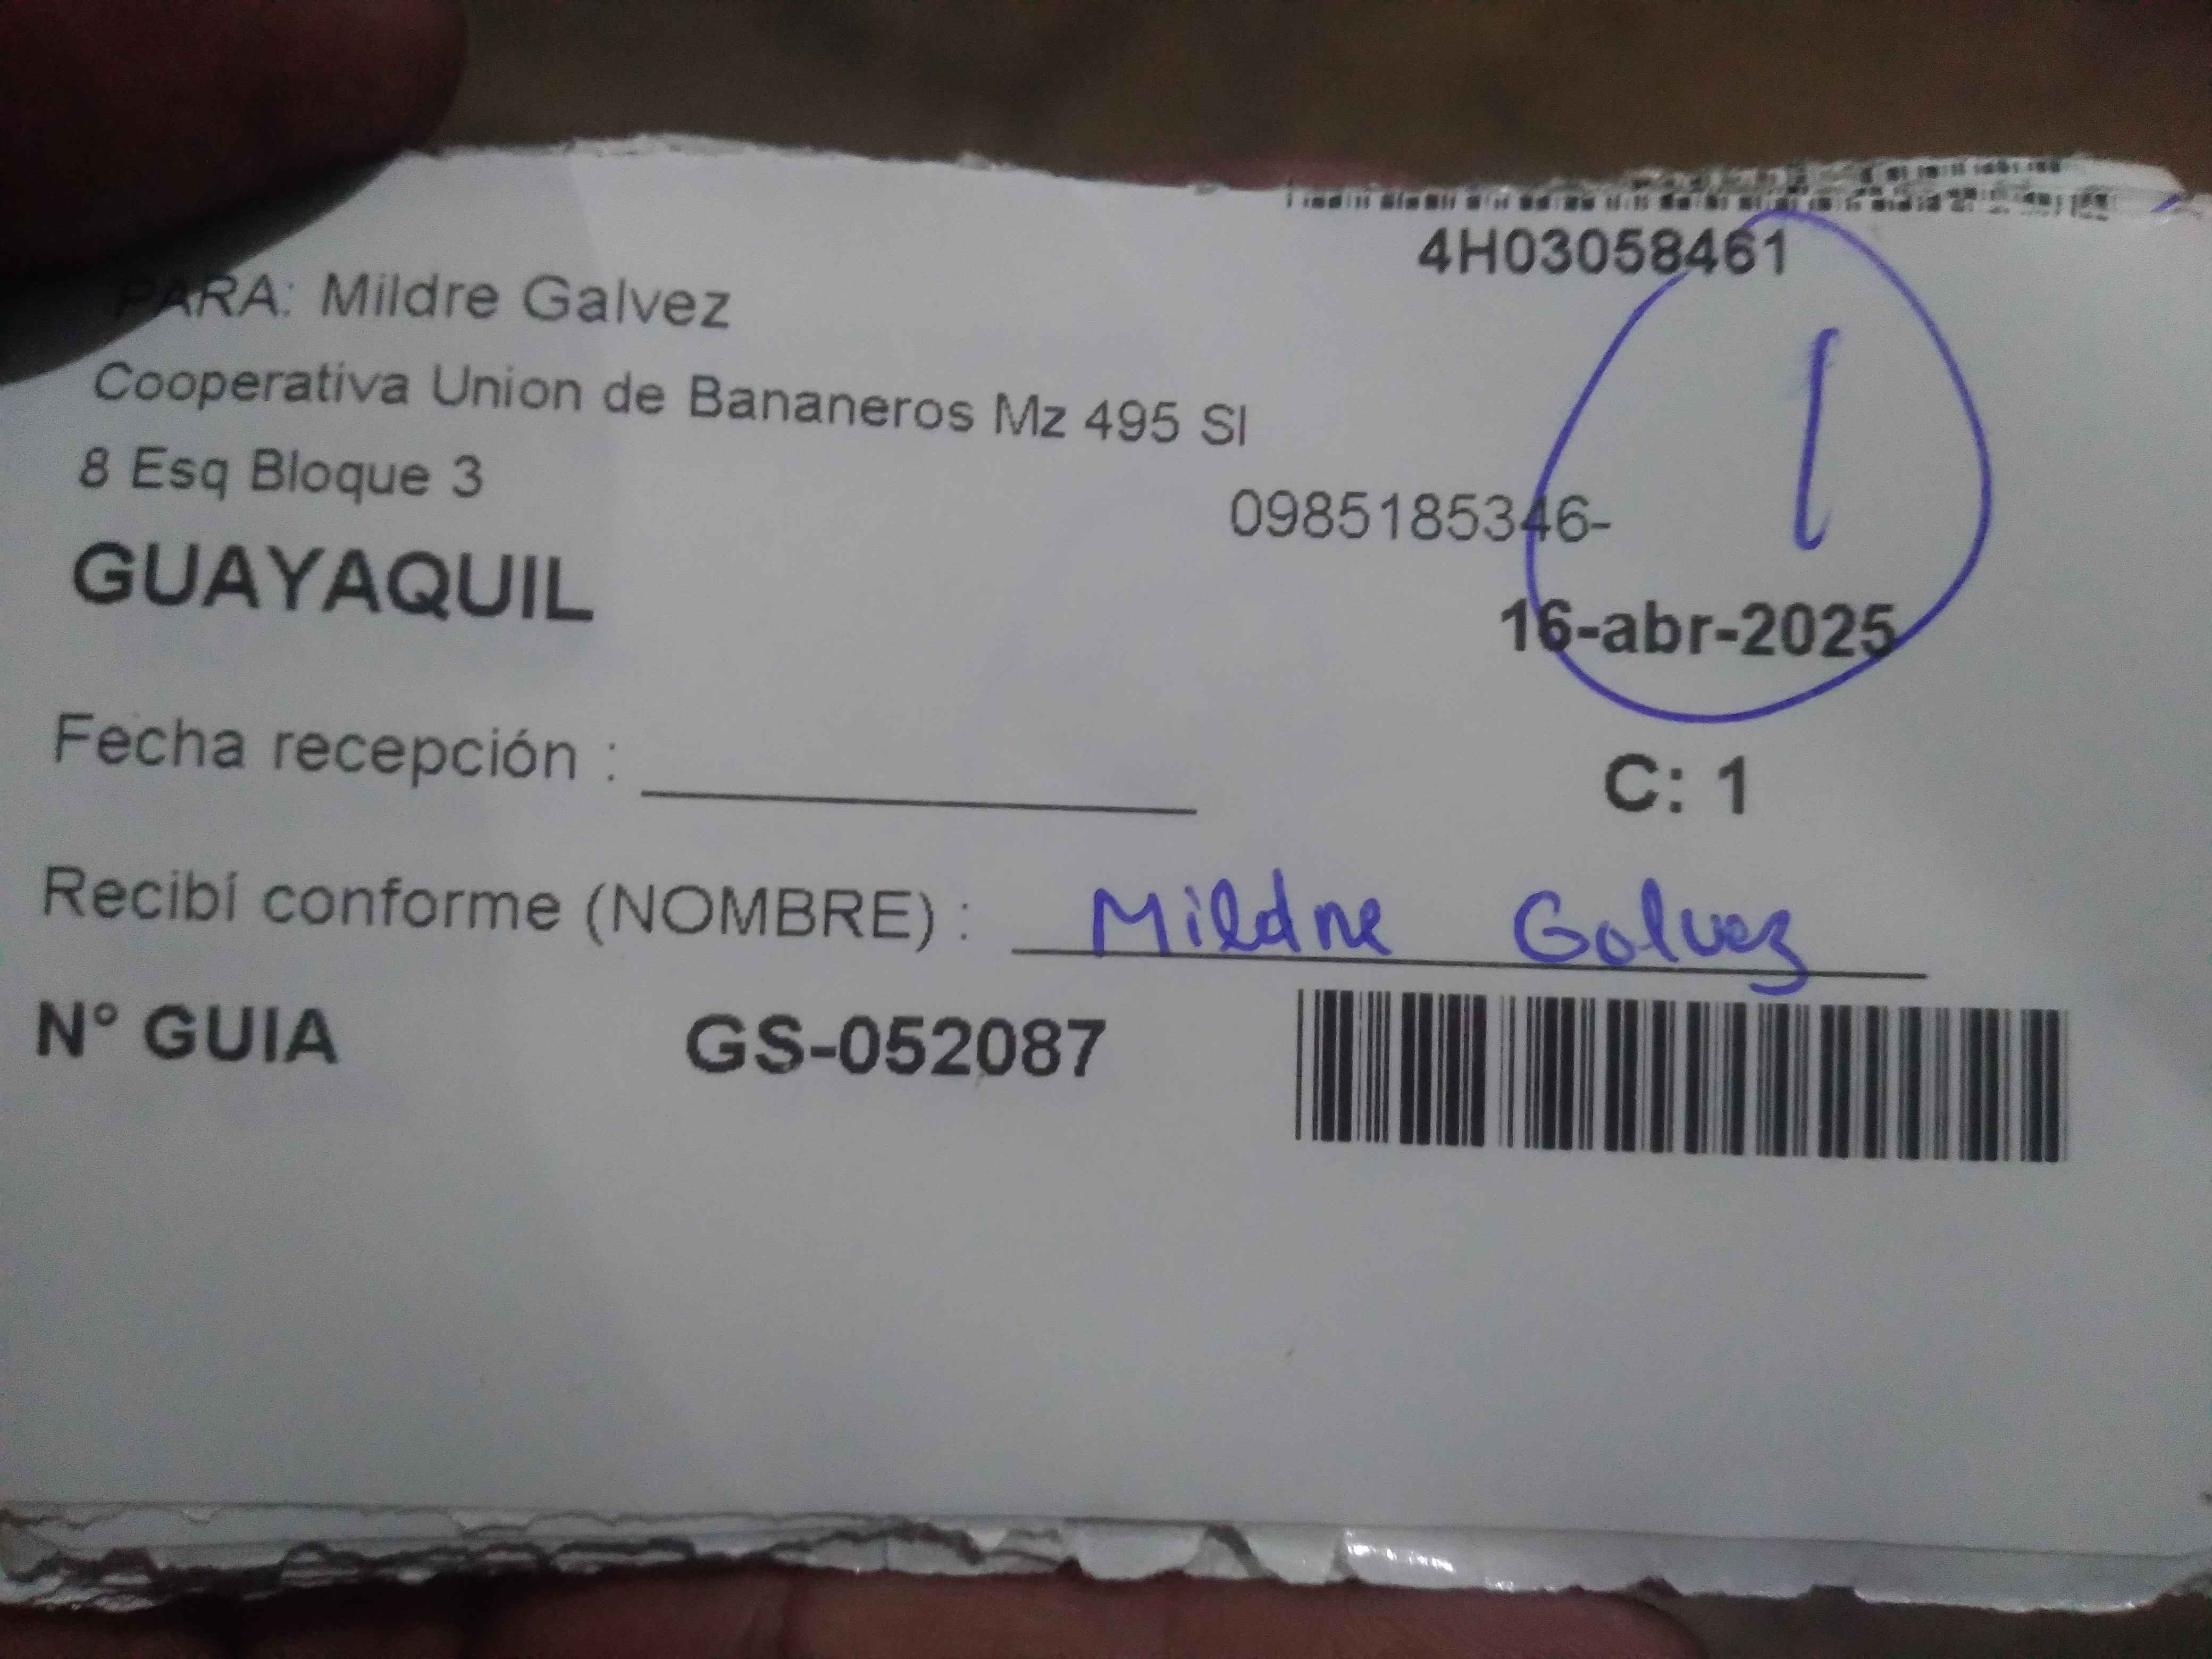 4H03058461
PARA: Mildre Galvez
Cooperativa Union de Bananeros Mz 495 Sl
8 Esq Bloque 3
0985185346-
1
GUAYAQUIL
16-abr-2025
Fecha recepción :
C: 1
Recibí conforme (NOMBRE) : Mildre Galvez
N° GUIA GS-052087